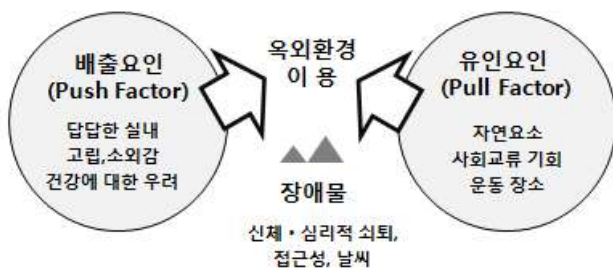 배출요인
(Push Factor)
답답한 실내
고립,소외감
건강에 대한 우려
옥외환경
이 용
장애물
신체・심리적 쇠퇴,
접근성, 날씨
유인요인
(Pull Factor)
자연요소
사회교류 기회
운동 장소